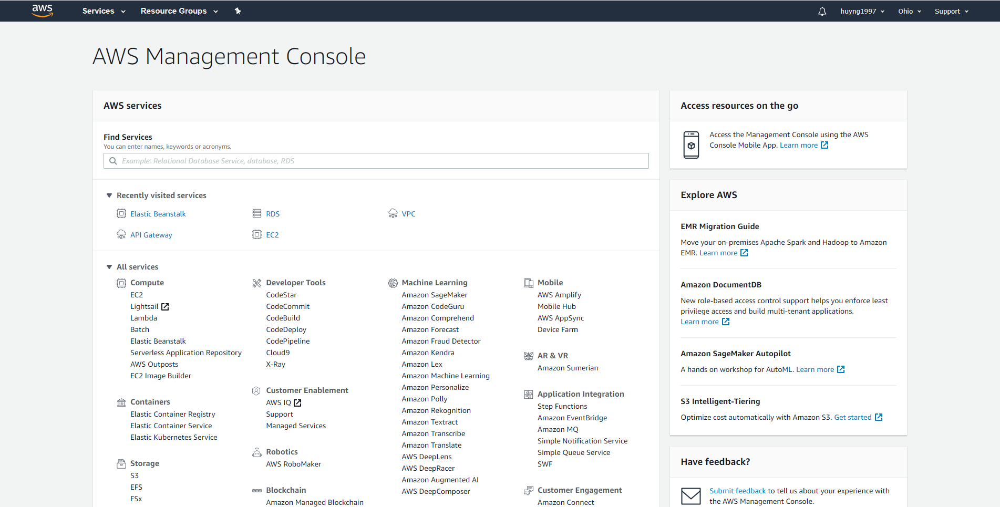 aws
Services
Resource Groups
huyng1997
Ohio
Support
AWS Management Console
AWS services
Find Services
You can enter names, keywords or acronyms.
Example: Relational Database Service, database, RDS
Recently visited services
Elastic Beanstalk
RDS
VPC
API Gateway
EC2
All services
Compute
EC2
Lightsail
Lambda
Batch
Elastic Beanstalk
Serverless Application Repository
AWS Outposts
EC2 Image Builder
Containers
Elastic Container Registry
Elastic Container Service
Elastic Kubernetes Service
Storage
S3
EFS
FSx
Developer Tools
CodeStar
CodeCommit
CodeBuild
CodeDeploy
CodePipeline
Cloud9
X-Ray
Customer Enablement
AWS IQ
Support
Managed Services
Robotics
AWS RoboMaker
Blockchain
Amazon Managed Blockchain
Machine Learning
Amazon SageMaker
Amazon CodeGuru
Amazon Comprehend
Amazon Forecast
Amazon Fraud Detector
Amazon Kendra
Amazon Lex
Amazon Machine Learning
Amazon Personalize
Amazon Polly
Amazon Rekognition
Amazon Textract
Amazon Transcribe
Amazon Translate
AWS DeepLens
AWS DeepRacer
Amazon Augmented AI
AWS DeepComposer
Mobile
AWS Amplify
Mobile Hub
AWS AppSync
Device Farm
AR & VR
Amazon Sumerian
Application Integration
Step Functions
Amazon EventBridge
Amazon MQ
Simple Notification Service
Simple Queue Service
SWF
Customer Engagement
Amazon Connect
Access resources on the go
Access the Management Console using the AWS
Console Mobile App. Learn more
Explore AWS
EMR Migration Guide
Move your on-premises Apache Spark and Hadoop to Amazon
EMR. Learn more
Amazon DocumentDB
New role-based access control support helps you enforce least
privilege access and build multi-tenant applications.
Learn more
Amazon SageMaker Autopilot
A hands on workshop for AutoML. Learn more
S3 Intelligent-Tiering
Optimize cost automatically with Amazon S3. Get started
Have feedback?
Submit feedback to tell us about your experience with
the AWS Management Console.